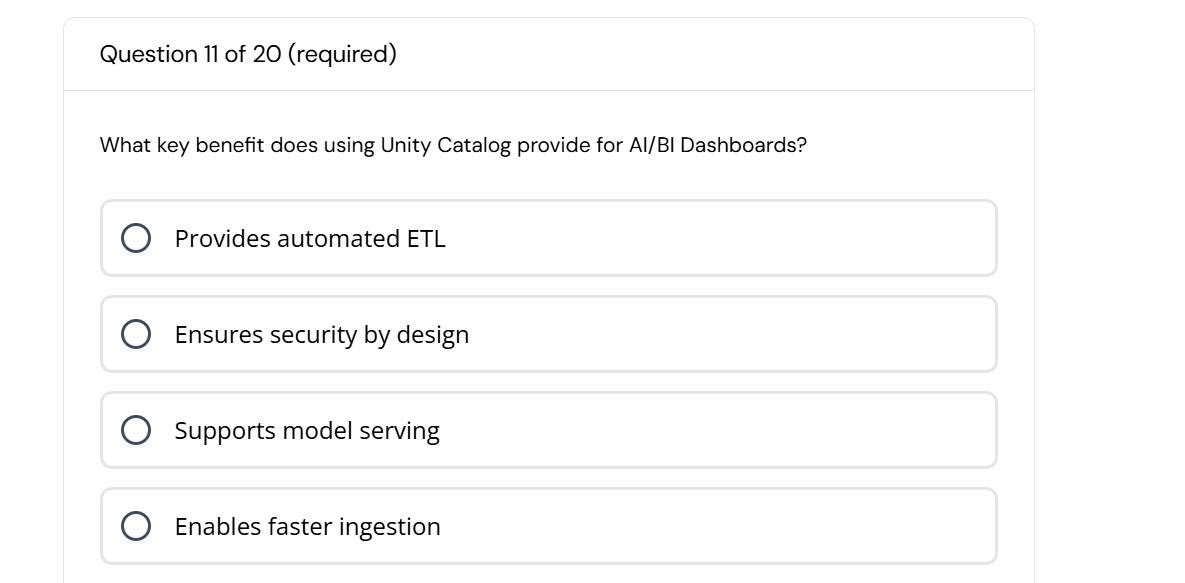 Question 11 of 20 (required)
What key benefit does using Unity Catalog provide for AI/BI Dashboards?
Provides automated ETL
Ensures security by design
Supports model serving
Enables faster ingestion